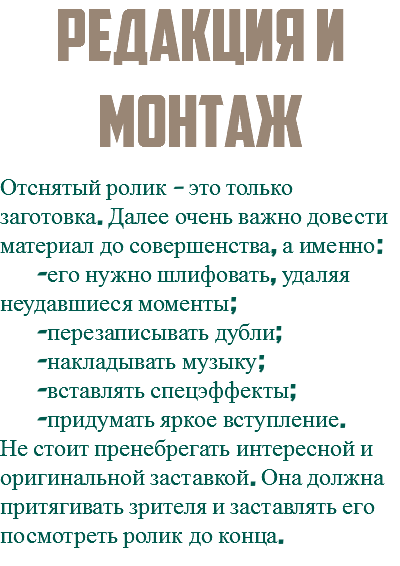 РЕДАКЦИЯ И
МОНТАЖ
Отснятый ролик - это только
заготовка. Далее очень важно довести
материал до совершенства, а именно:
-его нужно шлифовать, удаляя
неудавшиеся моменты;
-перезаписывать дубли;
-накладывать музыку;
-вставлять спецэффекты;
-придумать яркое вступление.
Не стоит пренебрегать интересной и
оригинальной заставкой. Она должна
притягивать зрителя и заставлять его
посмотреть ролик до конца.